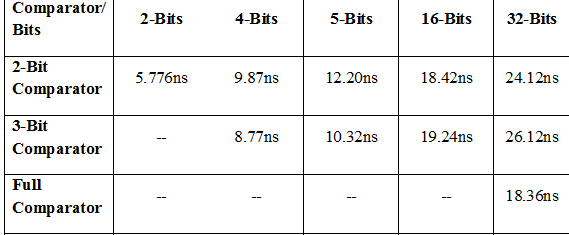 Comparator/ Bits 2-Bits 4-Bits 5-Bits 16-Bits 32-Bits
2-Bit Comparator 5.776ns 9.87ns 12.20ns 18.42ns 24.12ns
3-Bit Comparator -- 8.77ns 10.32ns 19.24ns 26.12ns
Full Comparator -- -- -- -- 18.36ns